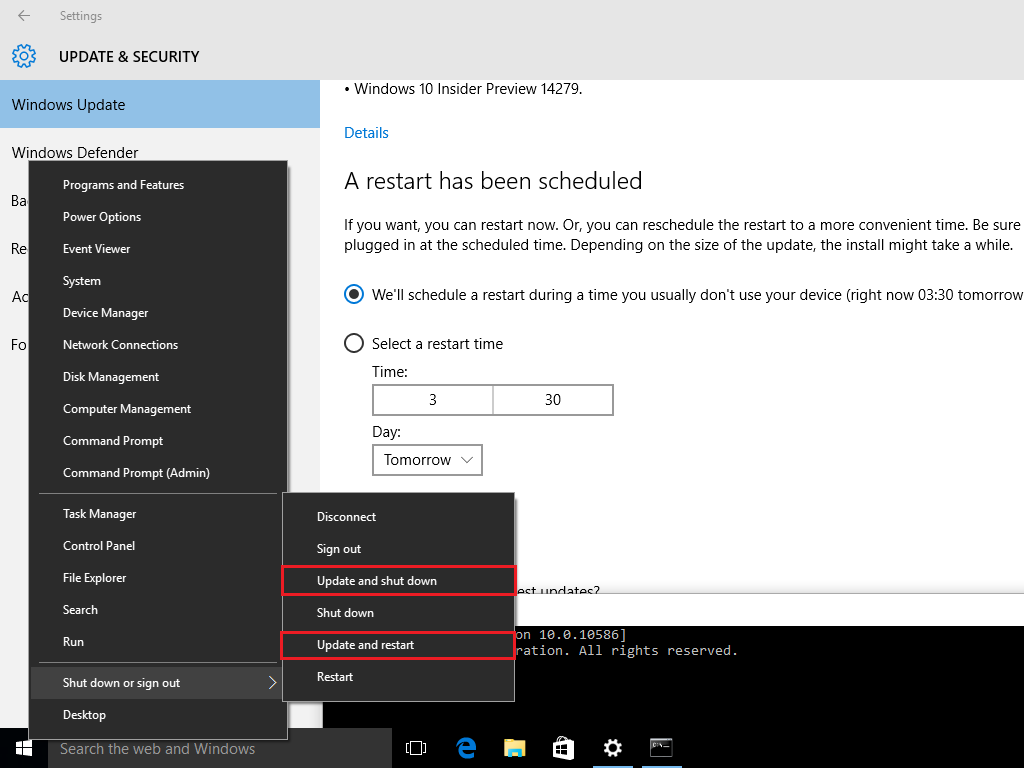 Settings
UPDATE & SECURITY
Windows Update
Windows Defender
Ba
Re
Ac
Fo
• Windows 10 Insider Preview 14279.
Details
A restart has been scheduled
If you want, you can restart now. Or, you can reschedule the restart to a more convenient time. Be sure
plugged in at the scheduled time. Depending on the size of the update, the install might take a while.
We'll schedule a restart during a time you usually don't use your device (right now 03:30 tomorrow
Select a restart time
Time:
3 30
Day:
Tomorrow
est updates?
on 10.0.10586]
ration. All rights reserved.
Programs and Features
Power Options
Event Viewer
System
Device Manager
Network Connections
Disk Management
Computer Management
Command Prompt
Command Prompt (Admin)
Task Manager
Control Panel
File Explorer
Search
Run
Shut down or sign out
Desktop
Disconnect
Sign out
Update and shut down
Shut down
Update and restart
Restart
Search the web and Windows